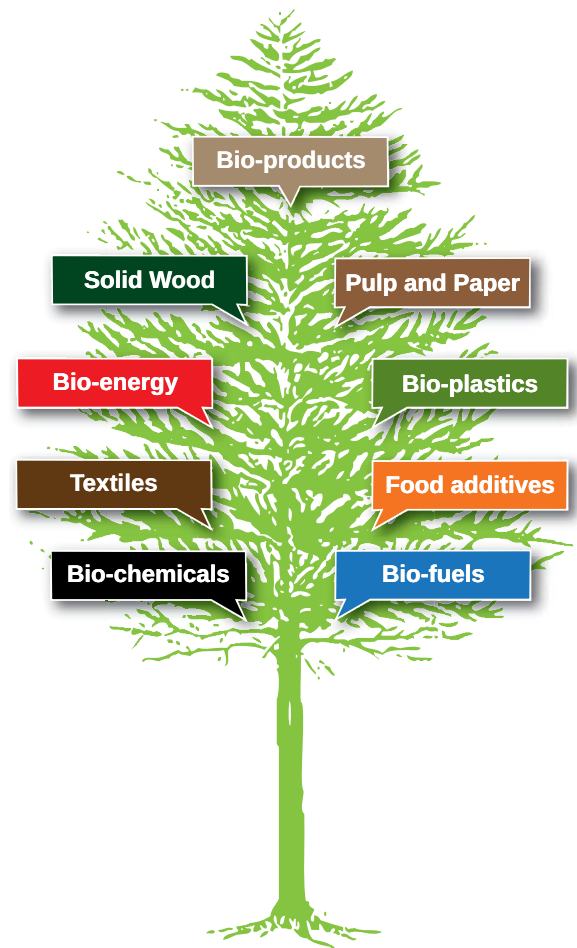 Bio-products
Solid Wood
Pulp and Paper
Bio-energy
Bio-plastics
Textiles
Food additives
Bio-chemicals
Bio-fuels